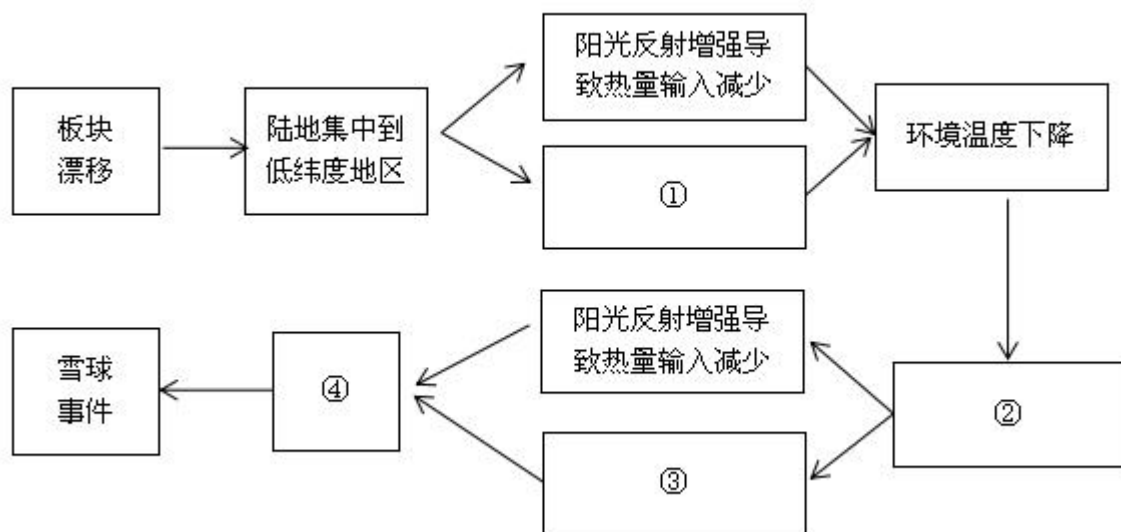 板块
漂移
陆地集中到
低纬度地区
阳光反射增强导
致热量输入减少
①
环境温度下降
②
阳光反射增强导
致热量输入减少
③
④
雪球
事件